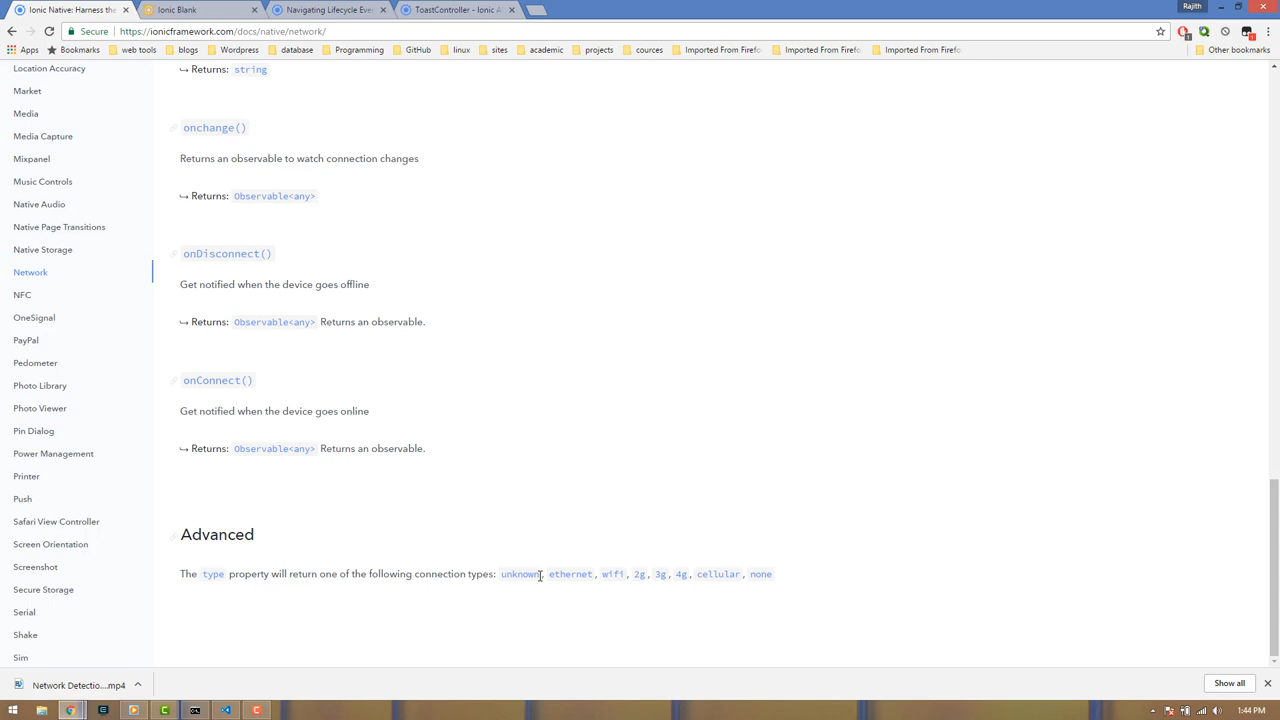 Ionic Native: Harness the
Ionic Blank
Navigating Lifecycle Eve
ToastController - Ionic A
Rajith
Secure
https://ionicframework.com/docs/native/network/
Apps
Bookmarks
web tools
blogs
Wordpress
database
Programming
GitHub
linux
sites
academic
projects
cources
Imported From Firefo
Imported From Firefo
Imported From Firefo
Other bookmarks
Location Accuracy
Market
Media
Media Capture
Mixpanel
Music Controls
Native Audio
Native Page Transitions
Native Storage
Network
NFC
OneSignal
PayPal
Pedometer
Photo Library
Photo Viewer
Pin Dialog
Power Management
Printer
Push
Safari View Controller
Screen Orientation
Screenshot
Secure Storage
Serial
Shake
Sim
↪ Returns: string
onchange()
Returns an observable to watch connection changes
↪ Returns: Observable<any>
onDisconnect()
Get notified when the device goes offline
↪ Returns: Observable<any> Returns an observable.
onConnect()
Get notified when the device goes online
↪ Returns: Observable<any> Returns an observable.
Advanced
The type property will return one of the following connection types: unknown, ethernet, wifi, 2g, 3g, 4g, cellular, none
Network Detectio....mp4
Show all
1:44 PM